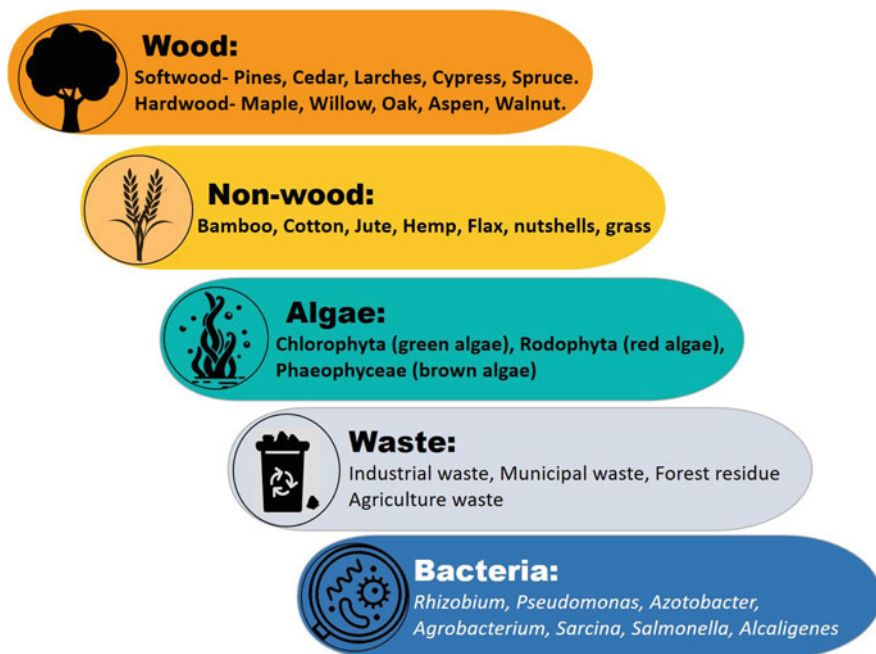 Wood:
Softwood- Pines, Cedar, Larches, Cypress, Spruce.
Hardwood- Maple, Willow, Oak, Aspen, Walnut.
Non-wood:
Bamboo, Cotton, Jute, Hemp, Flax, nutshells, grass
Algae:
Chlorophyta (green algae), Rodophyta (red algae),
Phaeophyceae (brown algae)
Waste:
Industrial waste, Municipal waste, Forest residue
Agriculture waste
Bacteria:
Rhizobium, Pseudomonas, Azotobacter,
Agrobacterium, Sarcina, Salmonella, Alcaligenes